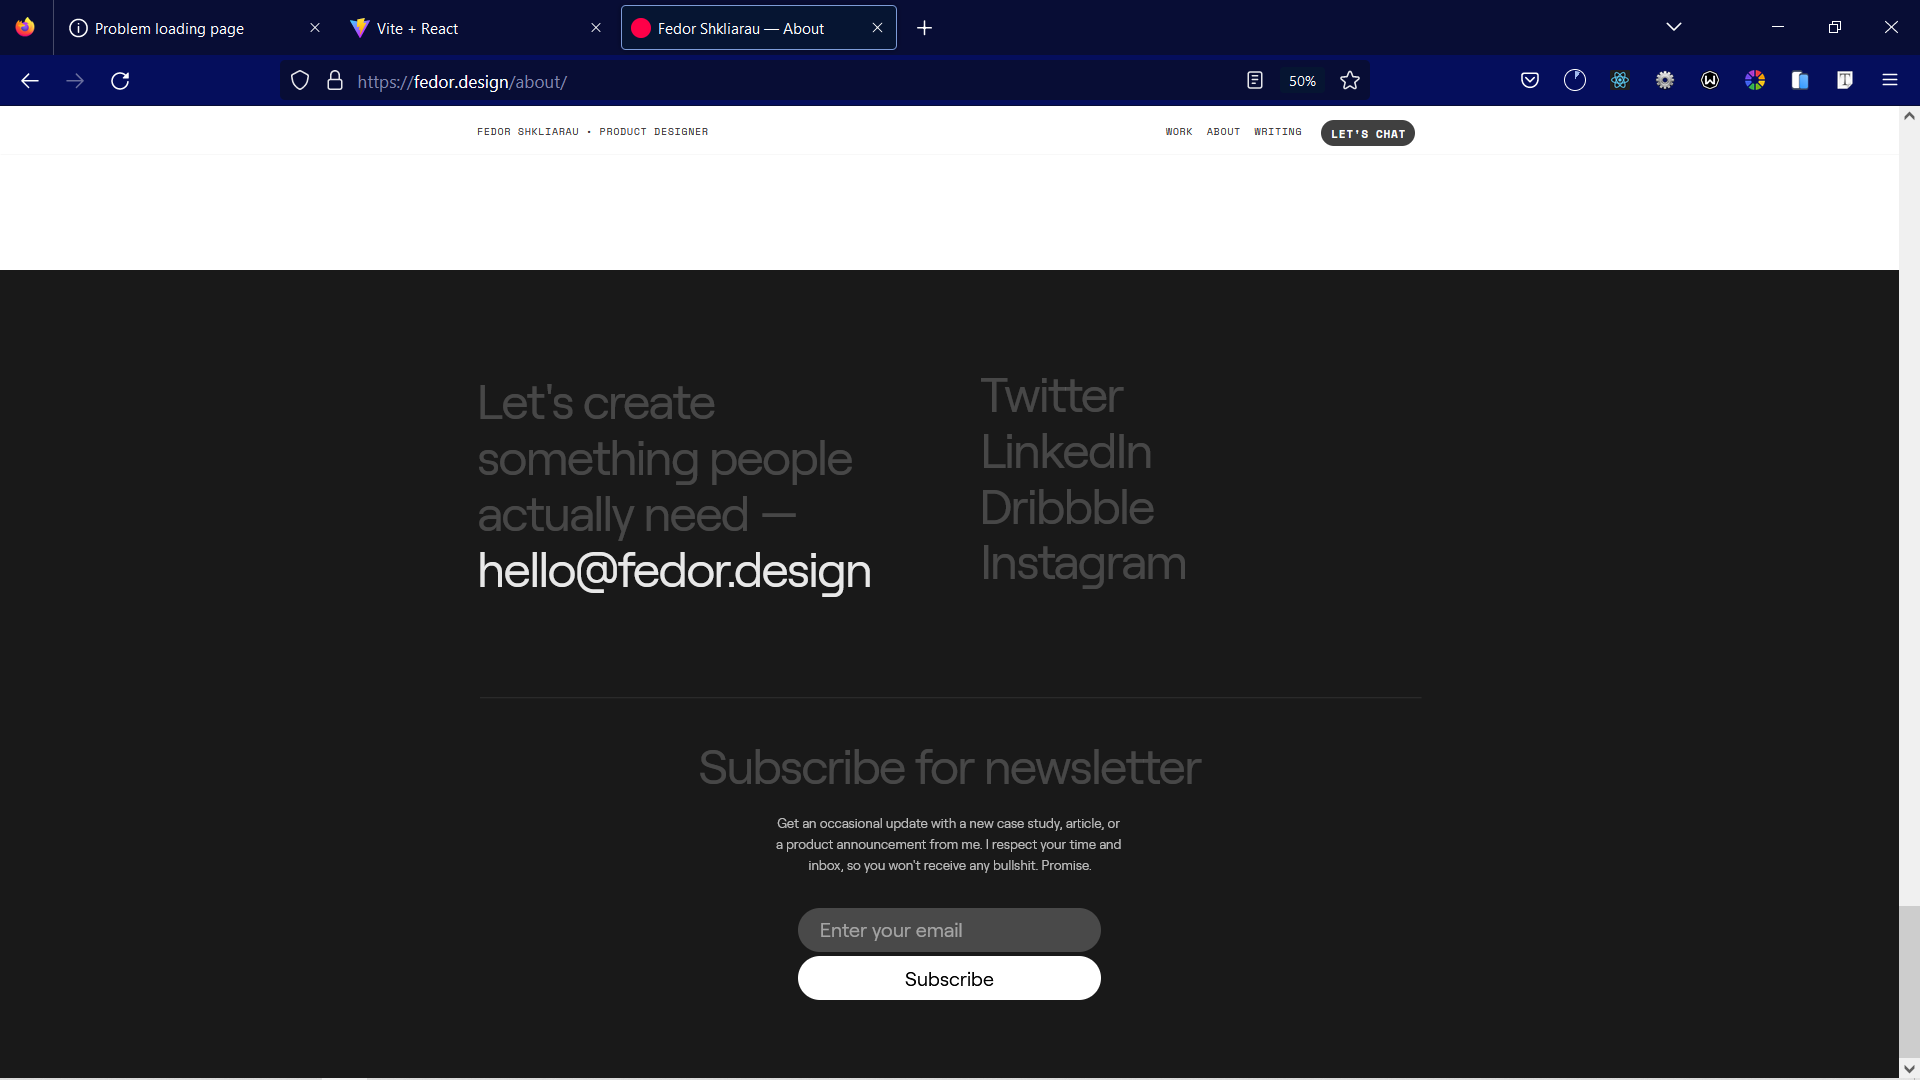 Problem loading page
Vite + React
Fedor Shkliarau — About
https://fedor.design/about/
50%
FEDOR SHKLIARAU • PRODUCT DESIGNER
WORK ABOUT WRITING LET'S CHAT
Let's create
something people
actually need —
hello@fedor.design
Twitter
LinkedIn
Dribbble
Instagram
Subscribe for newsletter
Get an occasional update with a new case study, article, or
a product announcement from me. I respect your time and
inbox, so you won't receive any bullshit. Promise.
Enter your email
Subscribe